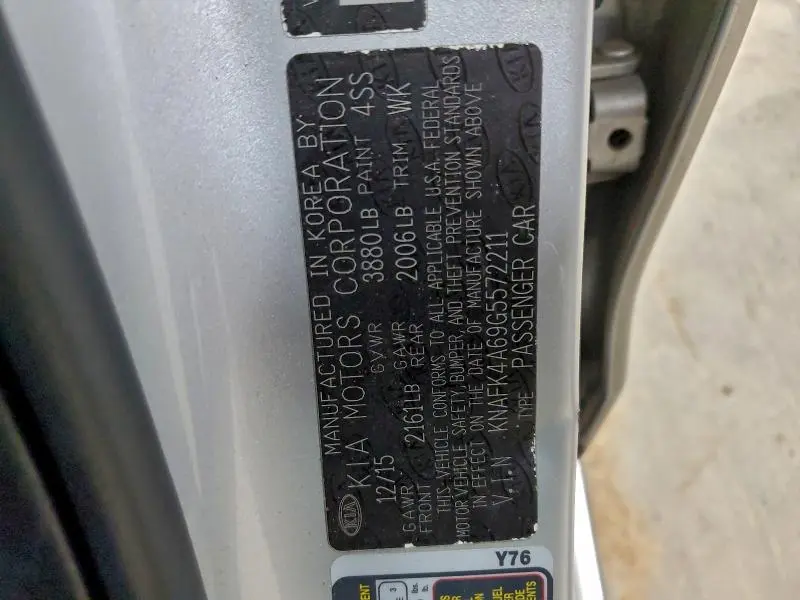 MANUFACTURED IN KOREA BY
KIA KIA MOTORS CORPORATION
12/15 GVWR 3880LB PAINT 4SS
GAWR FRONT 2161LB GAWR REAR 2006LB TRIM WK
THIS VEHICLE CONFORMS TO ALL APPLICABLE U.S.A. FEDERAL
MOTOR VEHICLE SAFETY, BUMPER, AND THEFT PREVENTION STANDARDS
IN EFFECT ON THE DATE OF MANUFACTURE SHOWN ABOVE
V.I.N KNAFK4A69G5572211
TYPE PASSENGER CAR
Y76